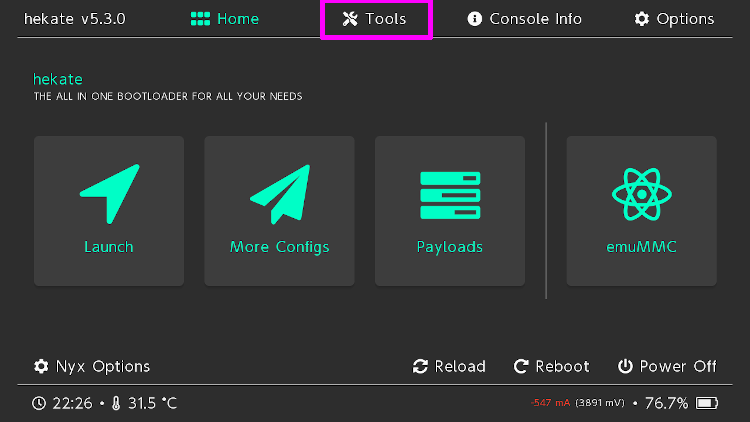 hekate v5.3.0 Home Tools Console Info Options
hekate
THE ALL IN ONE BOOTLOADER FOR ALL YOUR NEEDS
Launch More Configs Payloads emuMMC
Nyx Options Reload Reboot Power Off
22:26 • 31.5 °C -547 mA (3891 mV) • 76.7%